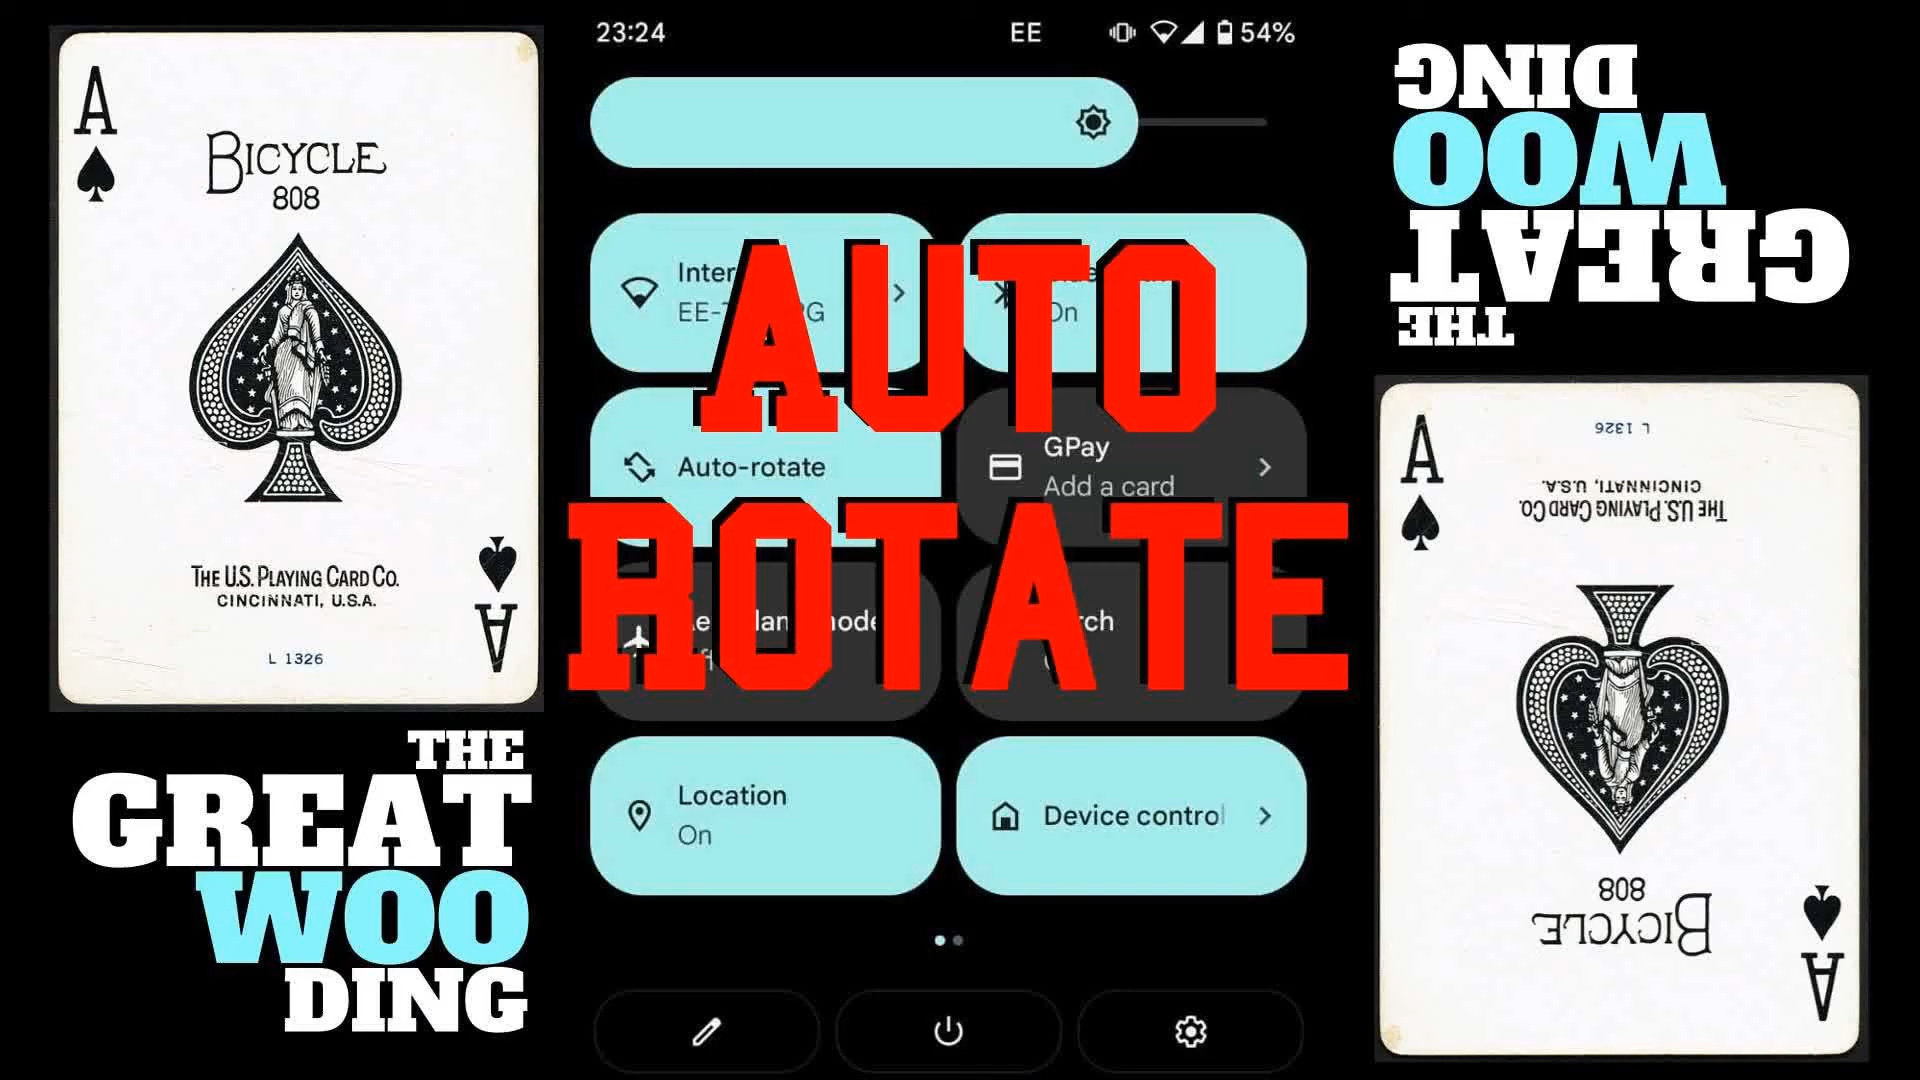 A
BICYCLE
808
THE U.S. PLAYING CARD CO.
CINCINNATI, U.S.A.
L 1326
A
THE
GREAT
WOO
DING
23:24
EE
54%
AUTO
ROTATE
On
Auto-rotate
GPay
Add a card
Location
On
Device control
THE
GREAT
WOO
DING
A
L 1326
THE U.S. PLAYING CARD CO.
CINCINNATI, U.S.A.
808
BICYCLE
A